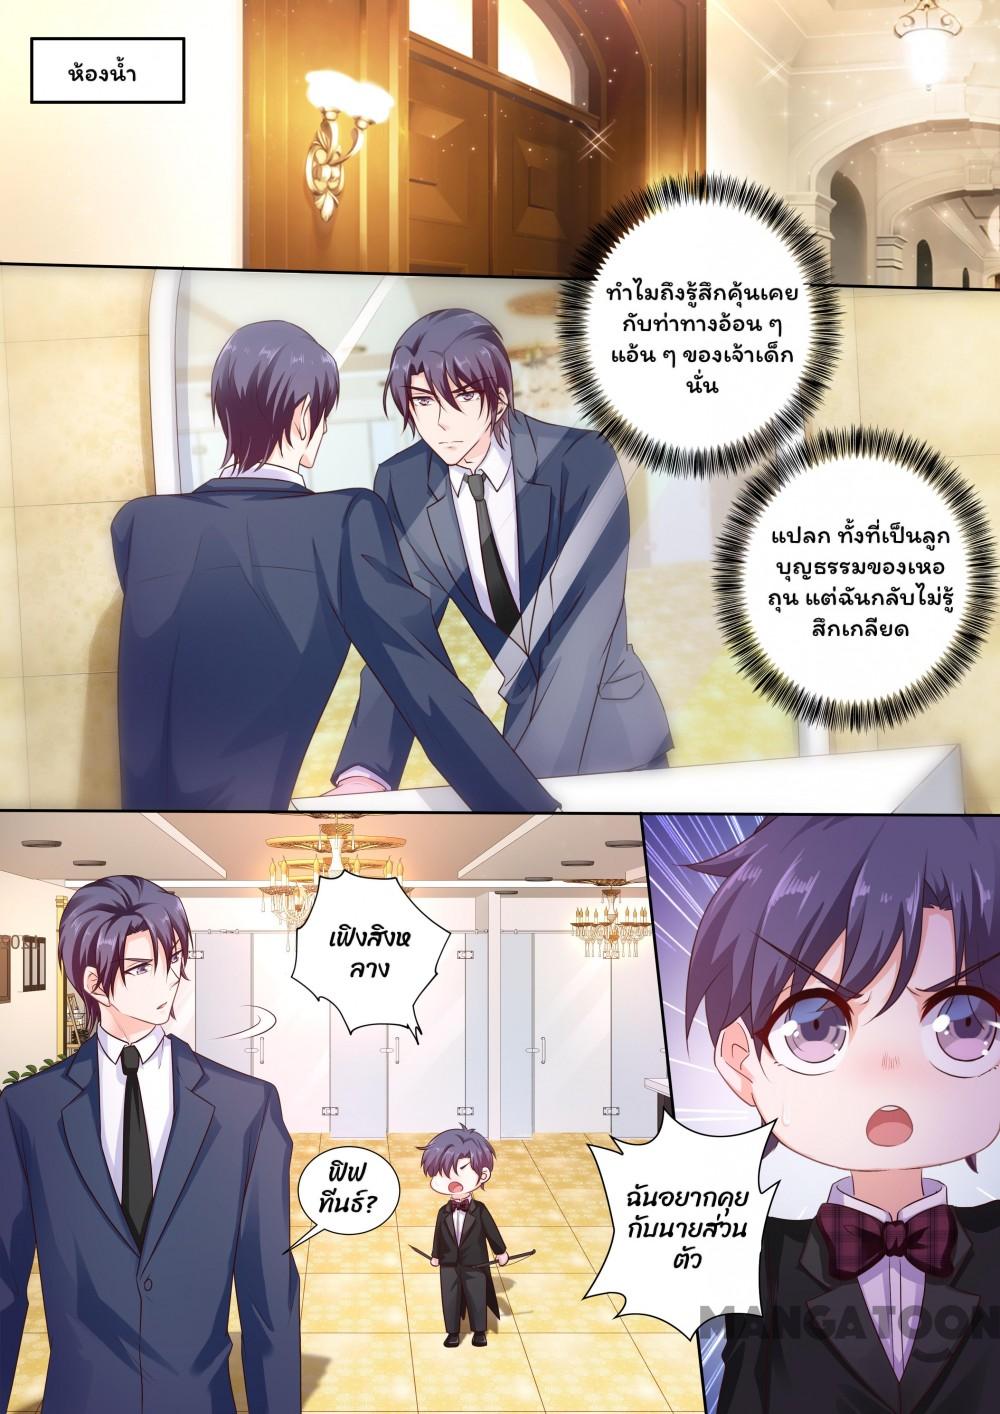 ห้องน้ำ
ทำไมถึงรู้สึกคุ้นเคย
กับท่าทางอ้อน ๆ
แอ้น ๆ ของเจ้าเด็ก
นั่น
แปลก ทั้งที่เป็นลูก
บุญธรรมของเหอ
ถุน แต่ฉันกลับไม่รู้
สึกเกลียด
เฟิงสิงห
ลาง
ฟิฟ
ทีนธ์?
ฉันอยากคุย
กับนายส่วน
ตัว
MANGATOON